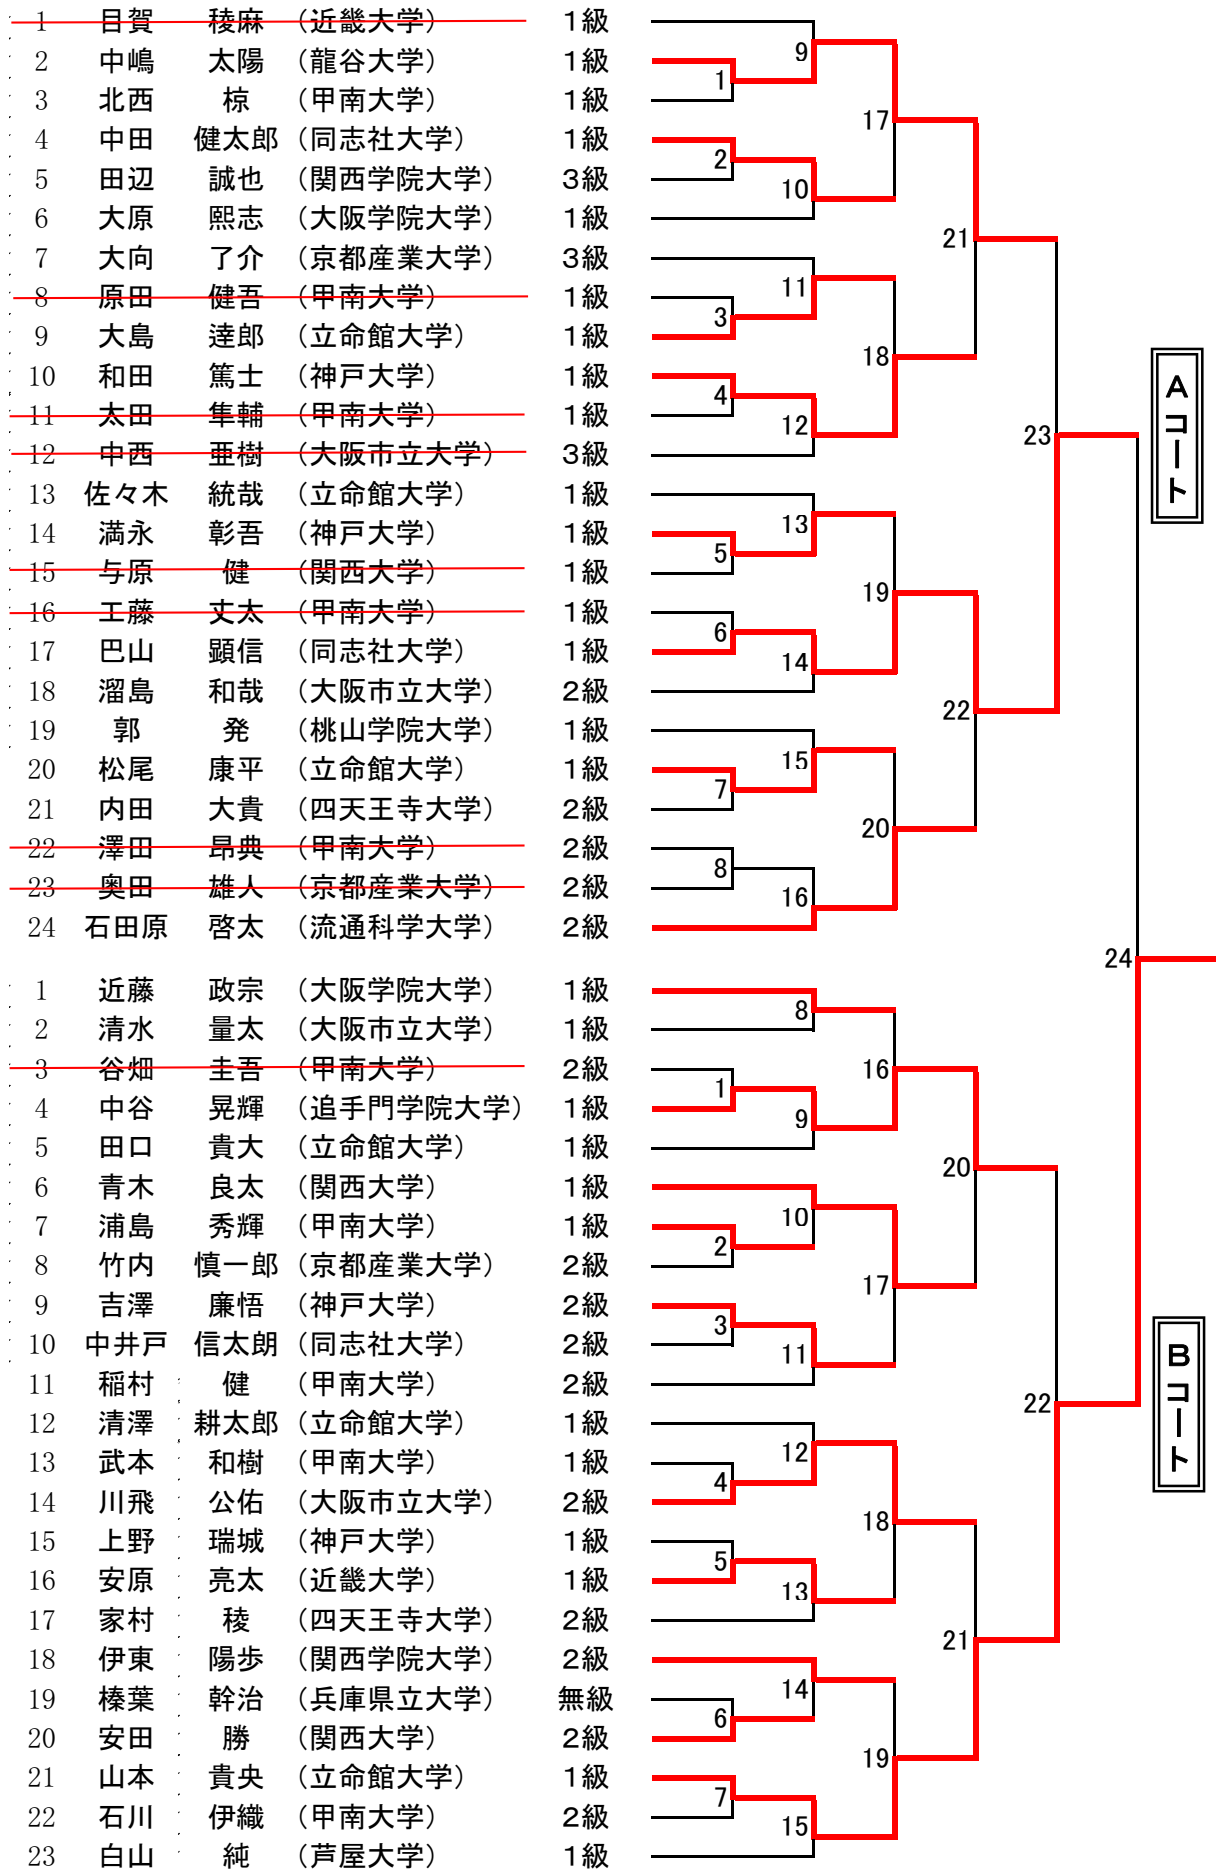 1 目賀 稜麻 （近畿大学） 1級
2 中嶋 太陽 （龍谷大学） 1級
3 北西 椋 （甲南大学） 1級
4 中田 健太郎 （同志社大学） 1級
5 田辺 誠也 （関西学院大学） 3級
6 大原 熙志 （大阪学院大学） 1級
7 大向 了介 （京都産業大学） 3級
8 原田 健吾 （甲南大学） 1級
9 大島 達郎 （立命館大学） 1級
10 和田 篤士 （神戸大学） 1級
11 太田 隼輔 （甲南大学） 1級
12 中西 亜樹 （大阪市立大学） 3級
13 佐々木 統哉 （立命館大学） 1級
14 満永 彰吾 （神戸大学） 1級
15 与原 健 （関西大学） 1級
16 工藤 丈太 （甲南大学） 1級
17 巴山 顕信 （同志社大学） 1級
18 溜島 和哉 （大阪市立大学） 2級
19 郭 発 （桃山学院大学） 1級
20 松尾 康平 （立命館大学） 1級
21 内田 大貴 （四天王寺大学） 2級
22 澤田 昂典 （甲南大学） 2級
23 奥田 雄人 （京都産業大学） 2級
24 石田原 啓太 （流通科学大学） 2級
1
2
3
4
5
6
7
8
9
10
11
12
13
14
15
16
17
18
19
20
21
22
23
Aコート
24
1 近藤 政宗 （大阪学院大学） 1級
2 清水 量太 （大阪市立大学） 1級
3 谷畑 圭吾 （甲南大学） 2級
4 中谷 晃輝 （追手門学院大学） 1級
5 田口 貴大 （立命館大学） 1級
6 青木 良太 （関西大学） 1級
7 浦島 秀輝 （甲南大学） 1級
8 竹内 慎一郎 （京都産業大学） 2級
9 吉澤 廉悟 （神戸大学） 2級
10 中井戸 信太朗 （同志社大学） 2級
11 稲村 健 （甲南大学） 2級
12 清澤 耕太郎 （立命館大学） 1級
13 武本 和樹 （甲南大学） 1級
14 川飛 公佑 （大阪市立大学） 2級
15 上野 瑞城 （神戸大学） 1級
16 安原 亮太 （近畿大学） 1級
17 家村 稜 （四天王寺大学） 2級
18 伊東 陽歩 （関西学院大学） 2級
19 榛葉 幹治 （兵庫県立大学） 無級
20 安田 勝 （関西大学） 2級
21 山本 貴央 （立命館大学） 1級
22 石川 伊織 （甲南大学） 2級
23 白山 純 （芦屋大学） 1級
1
2
3
4
5
6
7
8
9
10
11
12
13
14
15
16
17
18
19
20
21
22
Bコート